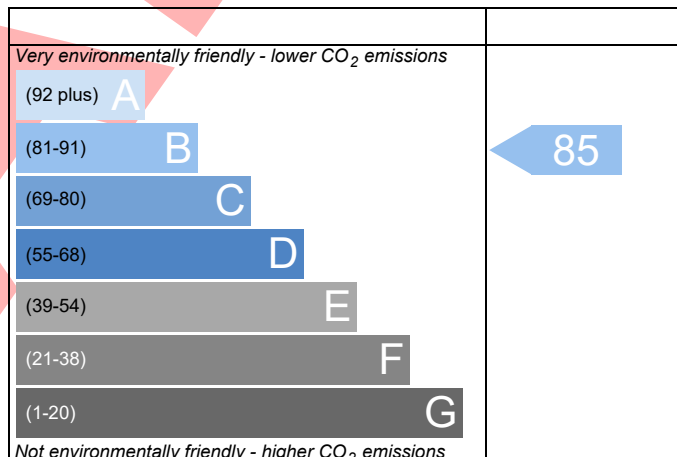 Very environmentally friendly - lower CO2 emissions
(92 plus) A
(81-91) B
85
(69-80) C
(55-68) D
(39-54) E
(21-38) F
(1-20) G
Not environmentally friendly - higher CO2 emissions